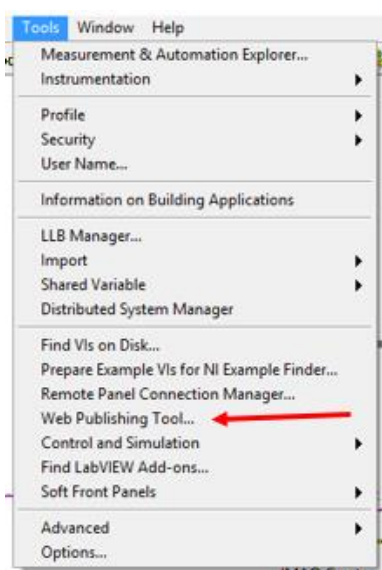 Tools Window Help
Measurement & Automation Explorer...
Instrumentation
Profile
Security
User Name...
Information on Building Applications
LLB Manager...
Import
Shared Variable
Distributed System Manager
Find VIs on Disk...
Prepare Example VIs for NI Example Finder...
Remote Panel Connection Manager...
Web Publishing Tool...
Control and Simulation
Find LabVIEW Add-ons...
Soft Front Panels
Advanced
Options...